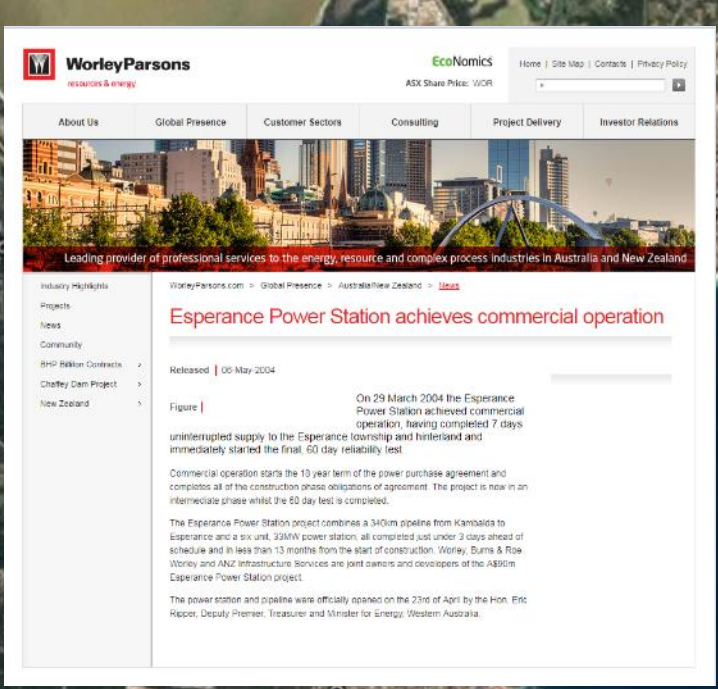 WorleyParsons
resources & energy
EcoNomics
ASX Share Price: WOR
Home | Site Map | Contacts | Privacy Policy
About Us
Global Presence
Customer Sectors
Consulting
Project Delivery
Investor Relations
Leading provider of professional services to the energy, resource and complex process industries in Australia and New Zealand
Industry Highlights
Projects
News
Community
BHP Billiton Contracts
Chaffey Dam Project
New Zealand
WorleyParsons.com > Global Presence > Australia/New Zealand > News
Esperance Power Station achieves commercial operation
Released | 06-May-2004
Figure |
On 29 March 2004 the Esperance
Power Station achieved commercial
operation, having completed 7 days
uninterrupted supply to the Esperance township and hinterland and
immediately started the final, 60 day reliability test.
Commercial operation starts the 18 year term of the power purchase agreement and
completes all of the construction phase obligations of agreement. The project is now in an
intermediate phase whilst the 60 day test is completed.
The Esperance Power Station project combines a 340km pipeline from Kambalda to
Esperance and a six unit, 33MW power station, all completed just under 3 days ahead of
schedule and in less than 13 months from the start of construction. Worley, Burns & Roe
Worley and ANZ Infrastructure Services are joint owners and developers of the A$90m
Esperance Power Station project.
The power station and pipeline were officially opened on the 23rd of April by the Hon. Eric
Ripper, Deputy Premier, Treasurer and Minister for Energy, Western Australia.